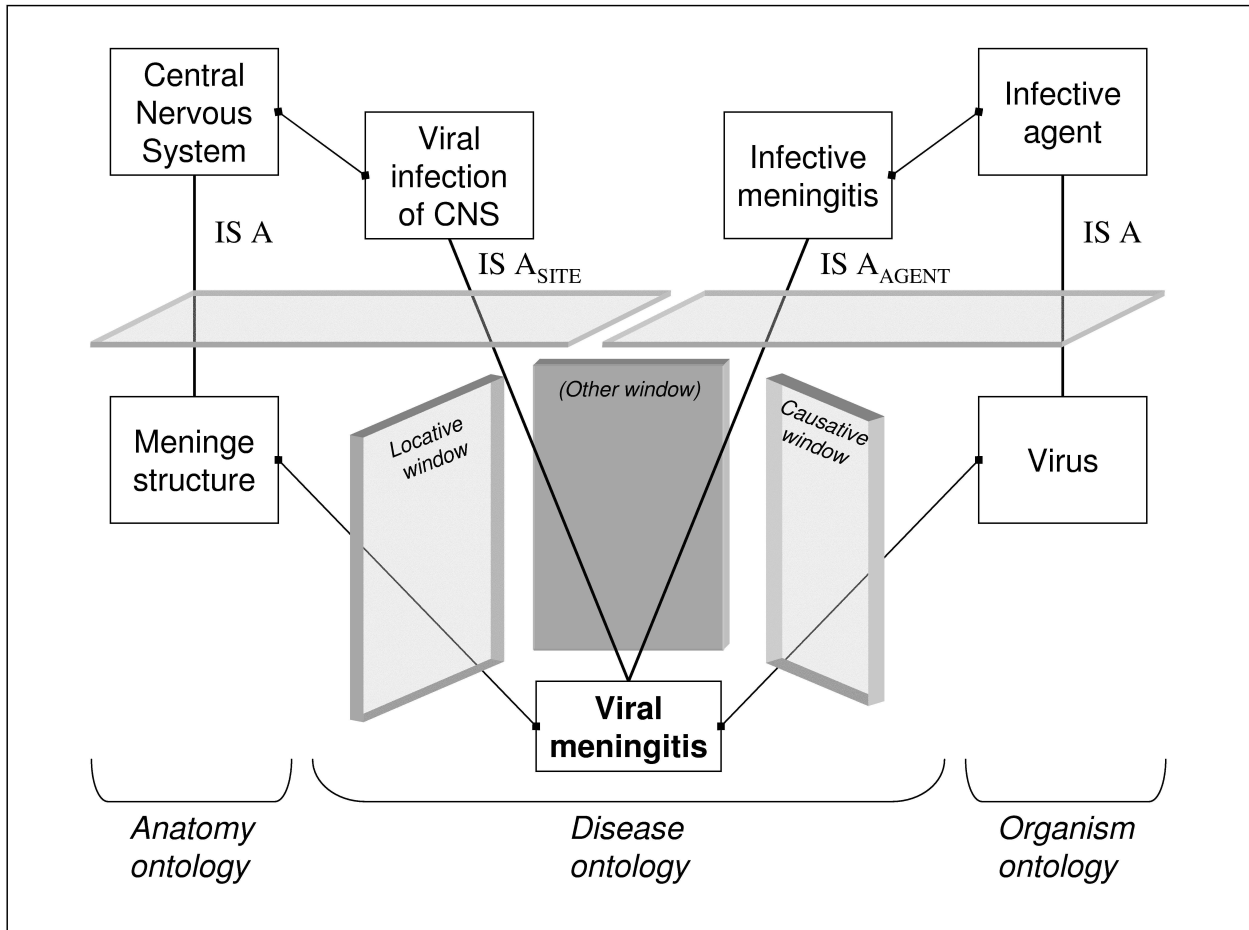 Central
Nervous
System
Viral
infection
of CNS
Infective
meningitis
Infective
agent
IS A
IS A_SITE
IS A_AGENT
IS A
(Other window)
Locative
window
Causative
window
Meninge
structure
Virus
Viral
meningitis
Anatomy
ontology
Disease
ontology
Organism
ontology